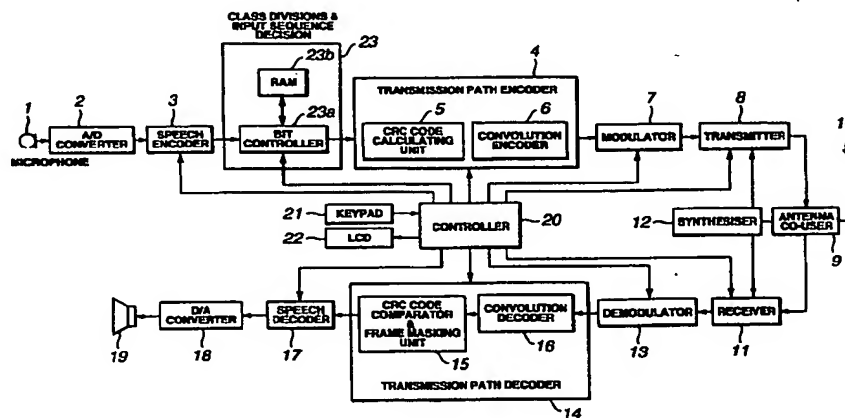 CLASS DIVISIONS &
INPUT SEQUENCE
DECISION
23
23b
RAM
4
TRANSMISSION PATH ENCODER
1
2
3
23a
5
6
7
8
MICROPHONE
A/D
CONVERTER
SPEECH
ENCODER
BIT
CONTROLLER
CRC CODE
CALCULATING
UNIT
CONVOLUTION
ENCODER
MODULATOR
TRANSMITTER
21
KEYPAD
22
LCD
CONTROLLER
20
12
SYNTHESISER
ANTENNA
CO-USER
9
19
D/A
CONVERTER
18
SPEECH
DECODER
17
CRC CODE
COMPARATOR
&
FRAME MASKING
UNIT
15
CONVOLUTION
DECODER
16
DEMODULATOR
13
RECEIVER
11
TRANSMISSION PATH DECODER
14